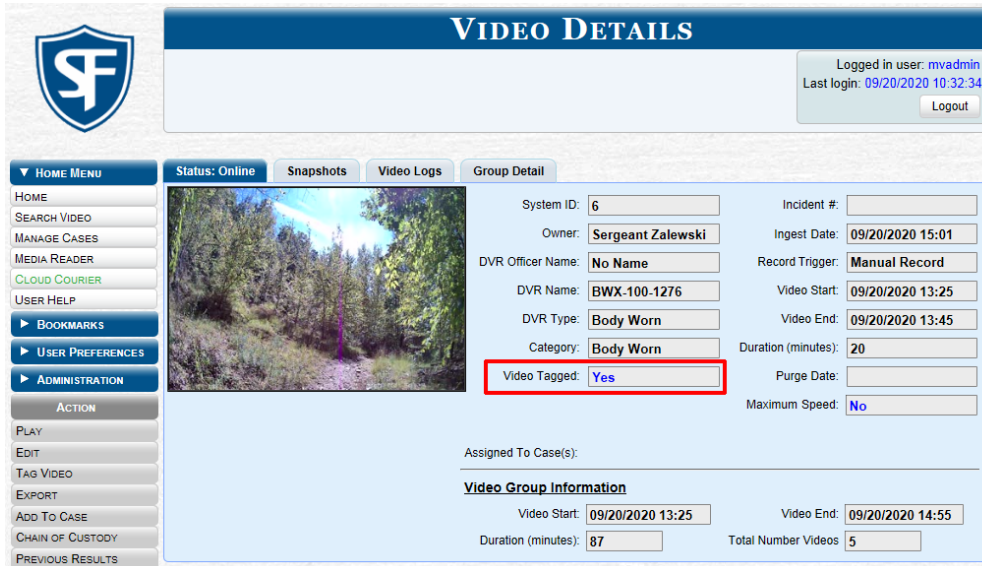 VIDEO DETAILS
SF
Logged in user: mvadmin
Last login: 09/20/2020 10:32:34
Logout
▼ HOME MENU
HOME
SEARCH VIDEO
MANAGE CASES
MEDIA READER
CLOUD COURIER
USER HELP
► BOOKMARKS
► USER PREFERENCES
► ADMINISTRATION
ACTION
PLAY
EDIT
TAG VIDEO
EXPORT
ADD TO CASE
CHAIN OF CUSTODY
PREVIOUS RESULTS
Status: Online Snapshots Video Logs Group Detail
System ID: 6 Incident #:
Owner: Sergeant Zalewski Ingest Date: 09/20/2020 15:01
DVR Officer Name: No Name Record Trigger: Manual Record
DVR Name: BWX-100-1276 Video Start: 09/20/2020 13:25
DVR Type: Body Worn Video End: 09/20/2020 13:45
Category: Body Worn Duration (minutes): 20
Video Tagged: Yes Purge Date:
Maximum Speed: No
Assigned To Case(s):
Video Group Information
Video Start: 09/20/2020 13:25 Video End: 09/20/2020 14:55
Duration (minutes): 87 Total Number Videos 5